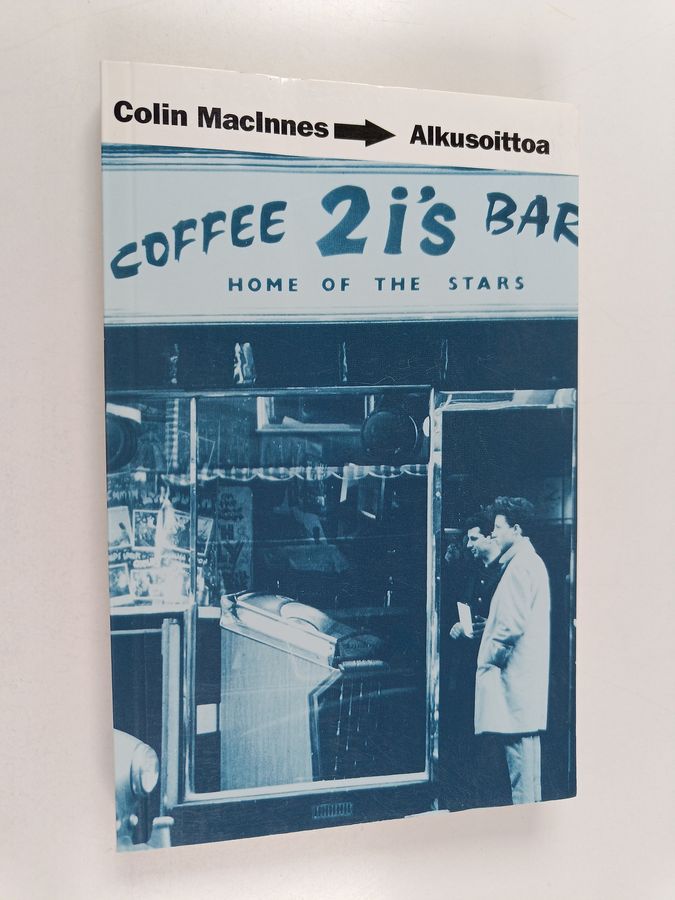 Colin MacInnes Alkusoittoa
COFFEE 2i's BAR
HOME OF THE STARS